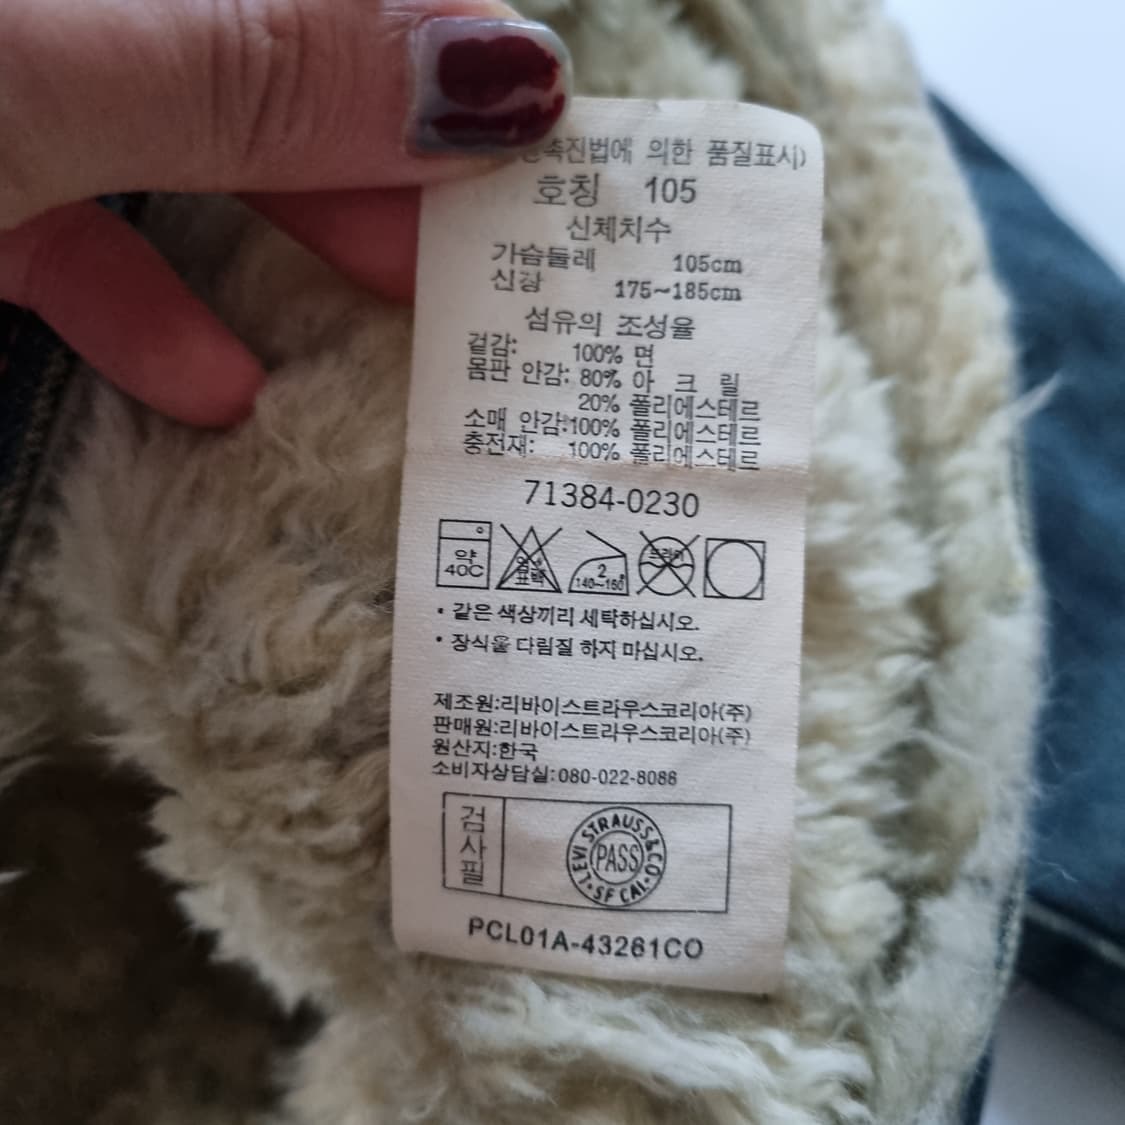 의한 품질표시)
호칭 105
신체치수
가슴둘레 105cm
신장 175~185cm
섬유의 조성율
겉감: 100% 면
몸판 안감: 80% 아 크 릴
20% 폴리에스테르
소매 안감:100% 폴리에스테르
충전재: 100% 폴리에스테르
71384-0230
약
40C
염소
표백
2
140~160
드라이
• 같은 색상끼리 세탁하십시오.
• 장식을 다림질 하지 마십시오.
제조원:리바이스트라우스코리아(주)
판매원:리바이스트라우스코리아(주)
원산지:한국
소비자상담실:080-022-8088
검사필
LEVI STRAUSS & CO
PASS
SF CAL
PCL01A-43261CO